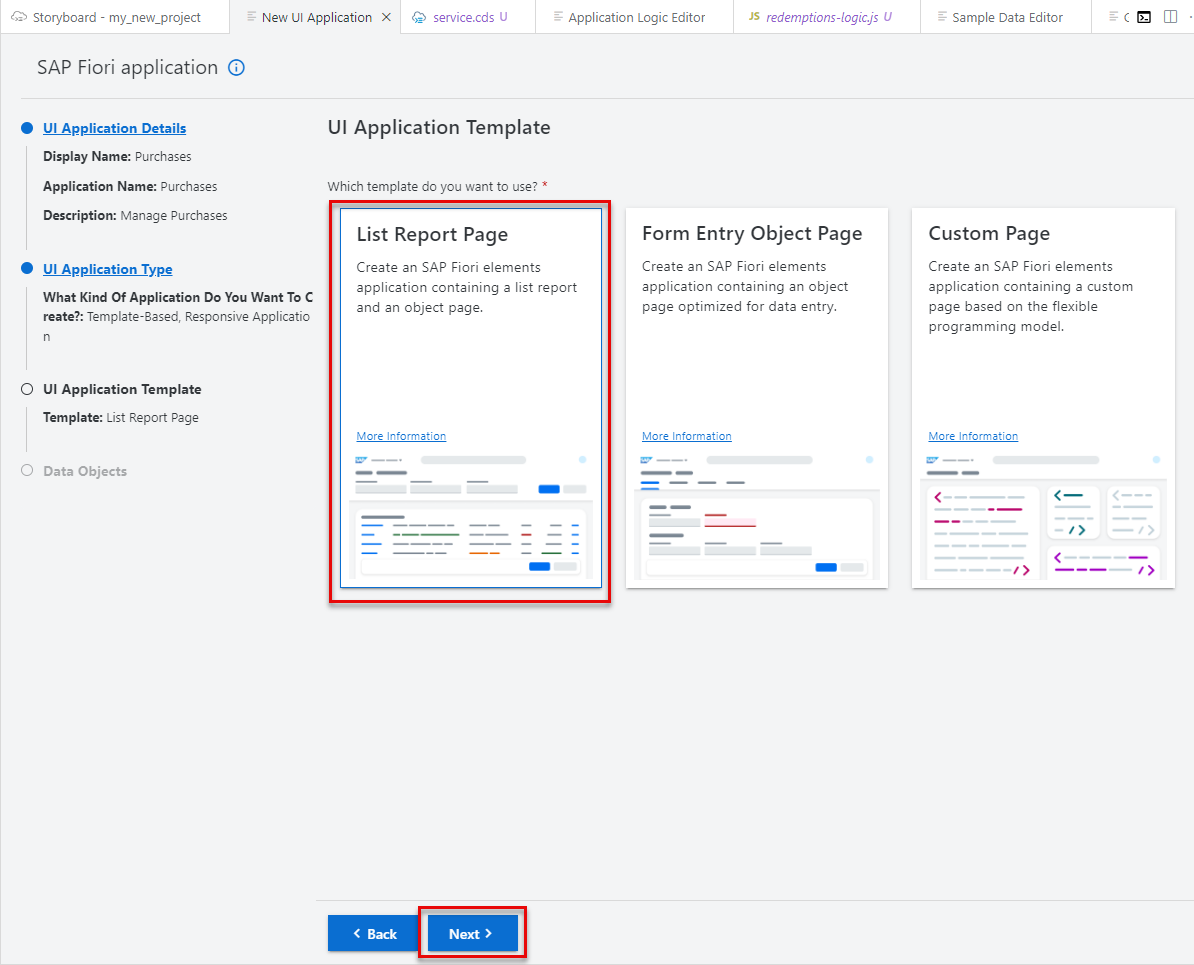 Storyboard - my_new_project
New UI Application
service.cds U
Application Logic Editor
JS redemptions-logic.js U
Sample Data Editor
SAP Fiori application
UI Application Details
Display Name: Purchases
Application Name: Purchases
Description: Manage Purchases
UI Application Type
What Kind Of Application Do You Want To C
reate?: Template-Based, Responsive Applicatio
n
UI Application Template
Template: List Report Page
Data Objects
UI Application Template
Which template do you want to use? *
List Report Page
Create an SAP Fiori elements
application containing a list report
and an object page.
More Information
Form Entry Object Page
Create an SAP Fiori elements
application containing an object
page optimized for data entry.
More Information
Custom Page
Create an SAP Fiori elements
application containing a custom
page based on the flexible
programming model.
More Information
Back
Next